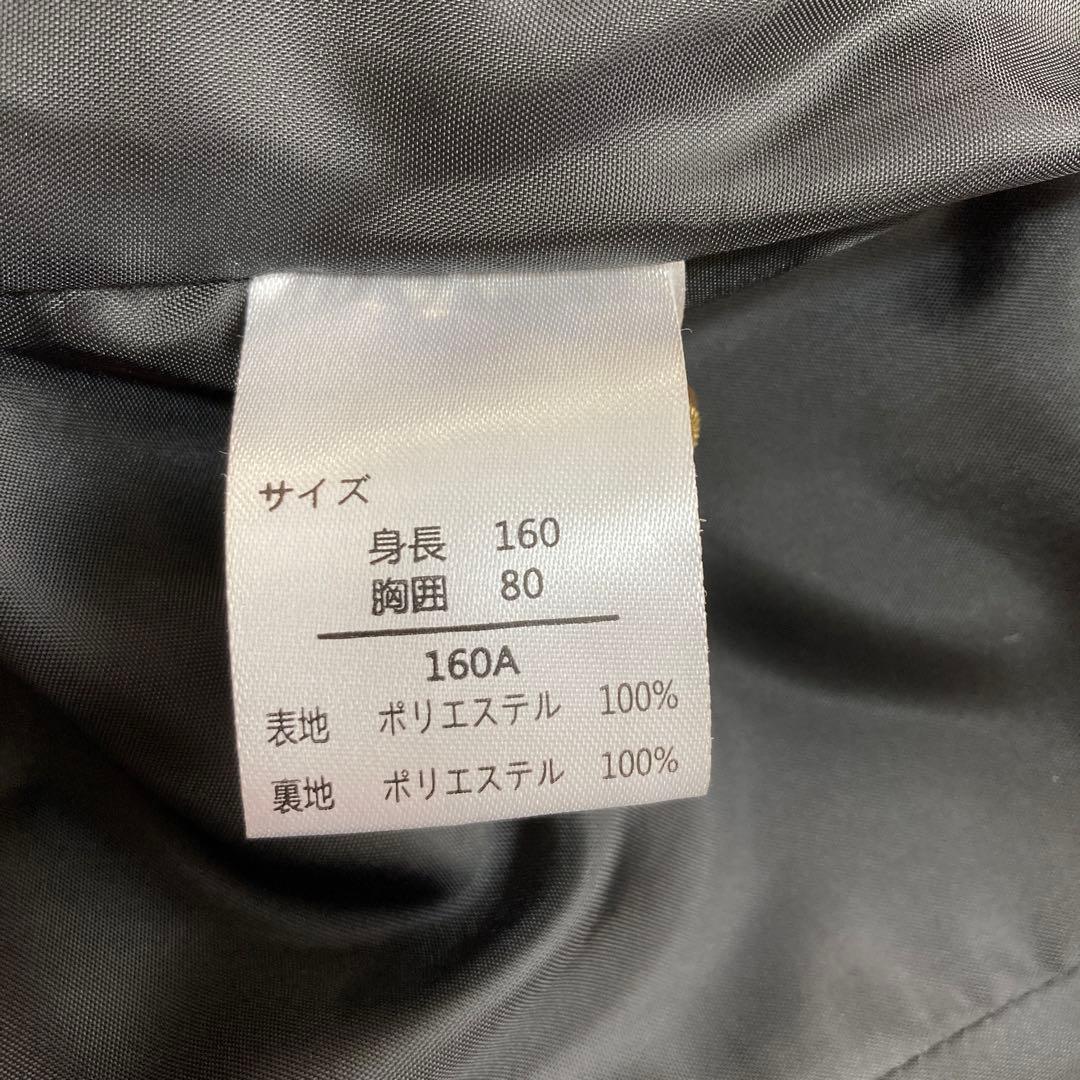 サイズ
身長 160
胸囲 80
160A
表地 ポリエステル 100%
裏地 ポリエステル 100%